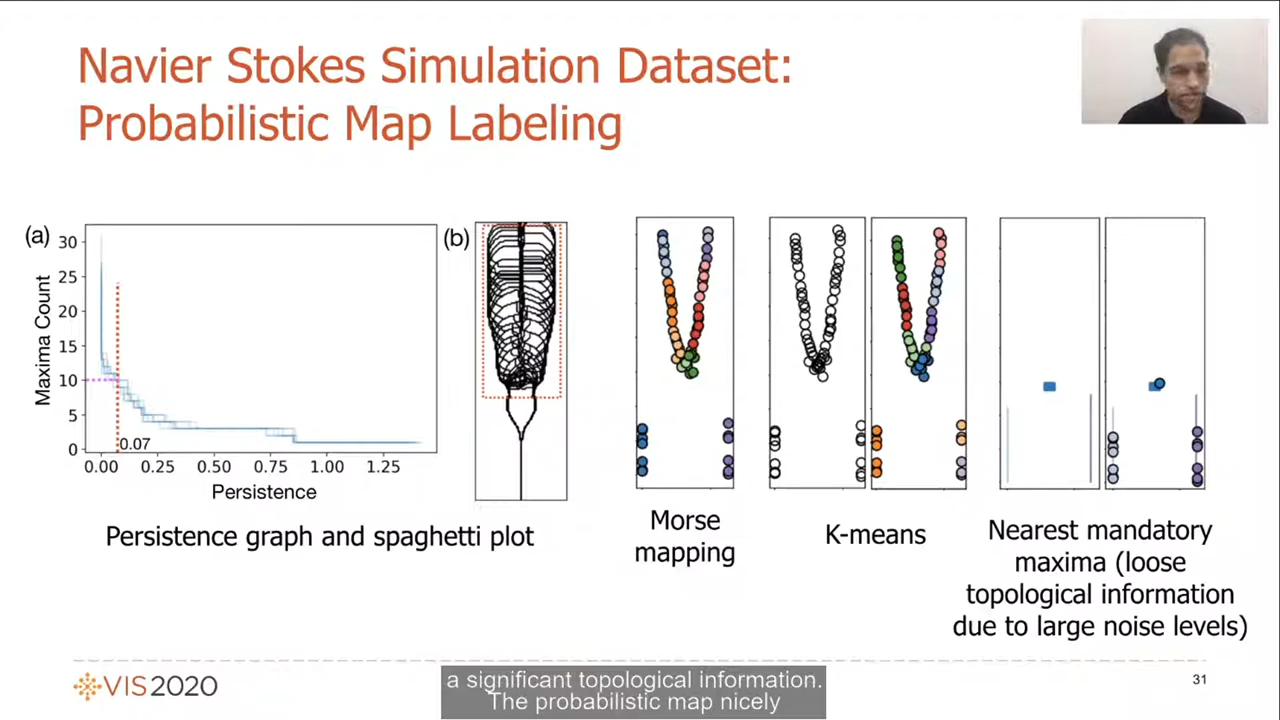 Navier Stokes Simulation Dataset:
Probabilistic Map Labeling
(a)
30
25
20
15
10
5
0
Maxima Count
0.07
0.00 0.25 0.50 0.75 1.00 1.25
Persistence
(b)
Persistence graph and spaghetti plot
Morse
mapping
K-means
Nearest mandatory
maxima (loose
topological information
due to large noise levels)
VIS2020
a significant topological information.
The probabilistic map nicely
31